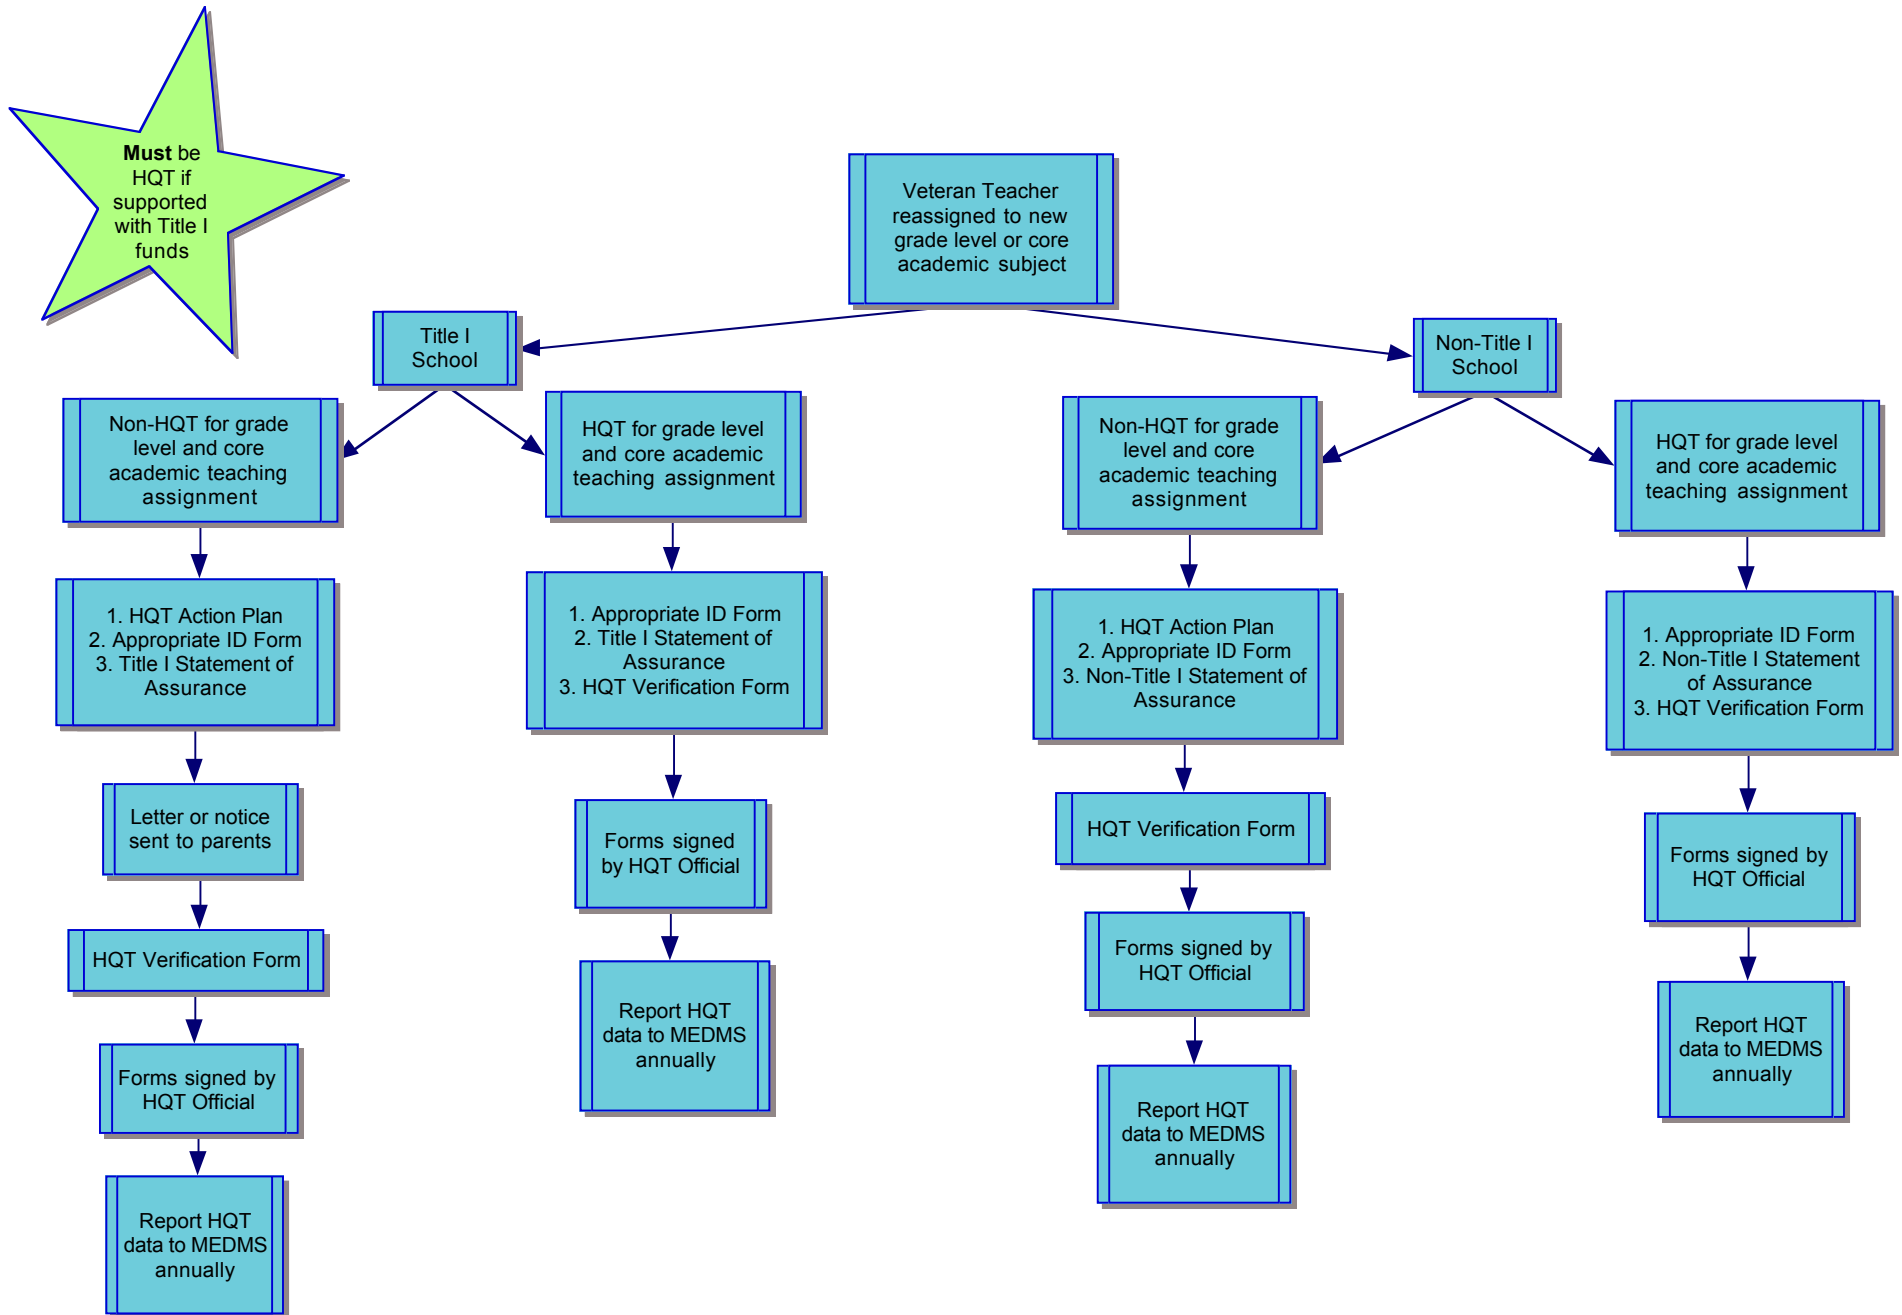 Must be
HQT if
supported
with Title I
funds
Veteran Teacher
reassigned to new
grade level or core
academic subject
Title I
School
Non-Title I
School
Non-HQT for grade
level and core
academic teaching
assignment
HQT for grade level
and core academic
teaching assignment
Non-HQT for grade
level and core
academic teaching
assignment
HQT for grade level
and core academic
teaching assignment
1. HQT Action Plan
2. Appropriate ID Form
3. Title I Statement of
Assurance
1. Appropriate ID Form
2. Title I Statement of
Assurance
3. HQT Verification Form
1. HQT Action Plan
2. Appropriate ID Form
3. Non-Title I Statement of
Assurance
1. Appropriate ID Form
2. Non-Title I Statement
of Assurance
3. HQT Verification Form
Letter or notice
sent to parents
Forms signed
by HQT Official
HQT Verification Form
Forms signed by
HQT Official
HQT Verification Form
Report HQT
data to MEDMS
annually
Forms signed by
HQT Official
Report HQT
data to MEDMS
annually
Forms signed by
HQT Official
Report HQT
data to MEDMS
annually
Report HQT
data to MEDMS
annually